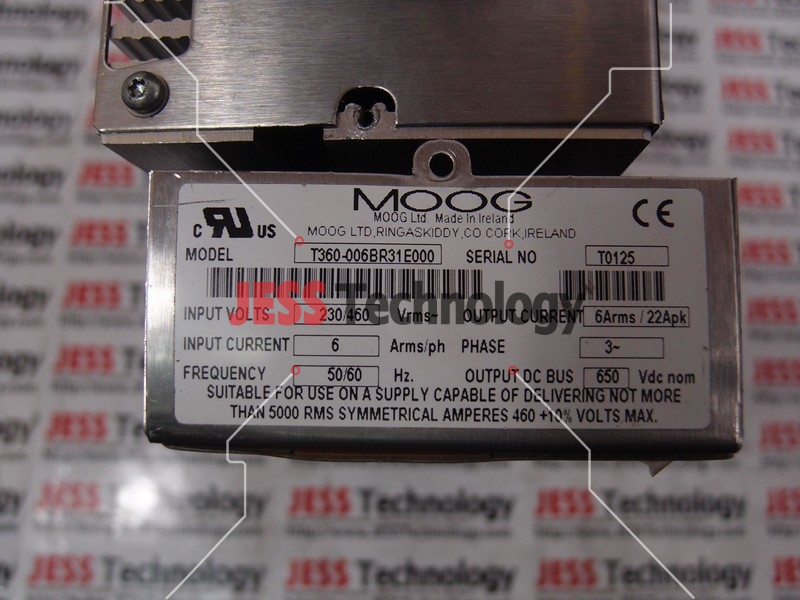 MOOG
MOOG Ltd Made In Ireland
C RU US
MOOG LTD,RINGASKIDDY,CO CORK,IRELAND
CE
MODEL T360-006BR31E000 SERIAL NO T0125
JESS Technology
INPUT VOLTS 230/460 Vrms~ OUTPUT CURRENT 6Arms / 22Apk
INPUT CURRENT 6 Arms/ph PHASE 3~
FREQUENCY 50/60 Hz. OUTPUT DC BUS 650 Vdc nom
SUITABLE FOR USE ON A SUPPLY CAPABLE OF DELIVERING NOT MORE
THAN 5000 RMS SYMMETRICAL AMPERES 460 +10% VOLTS MAX.